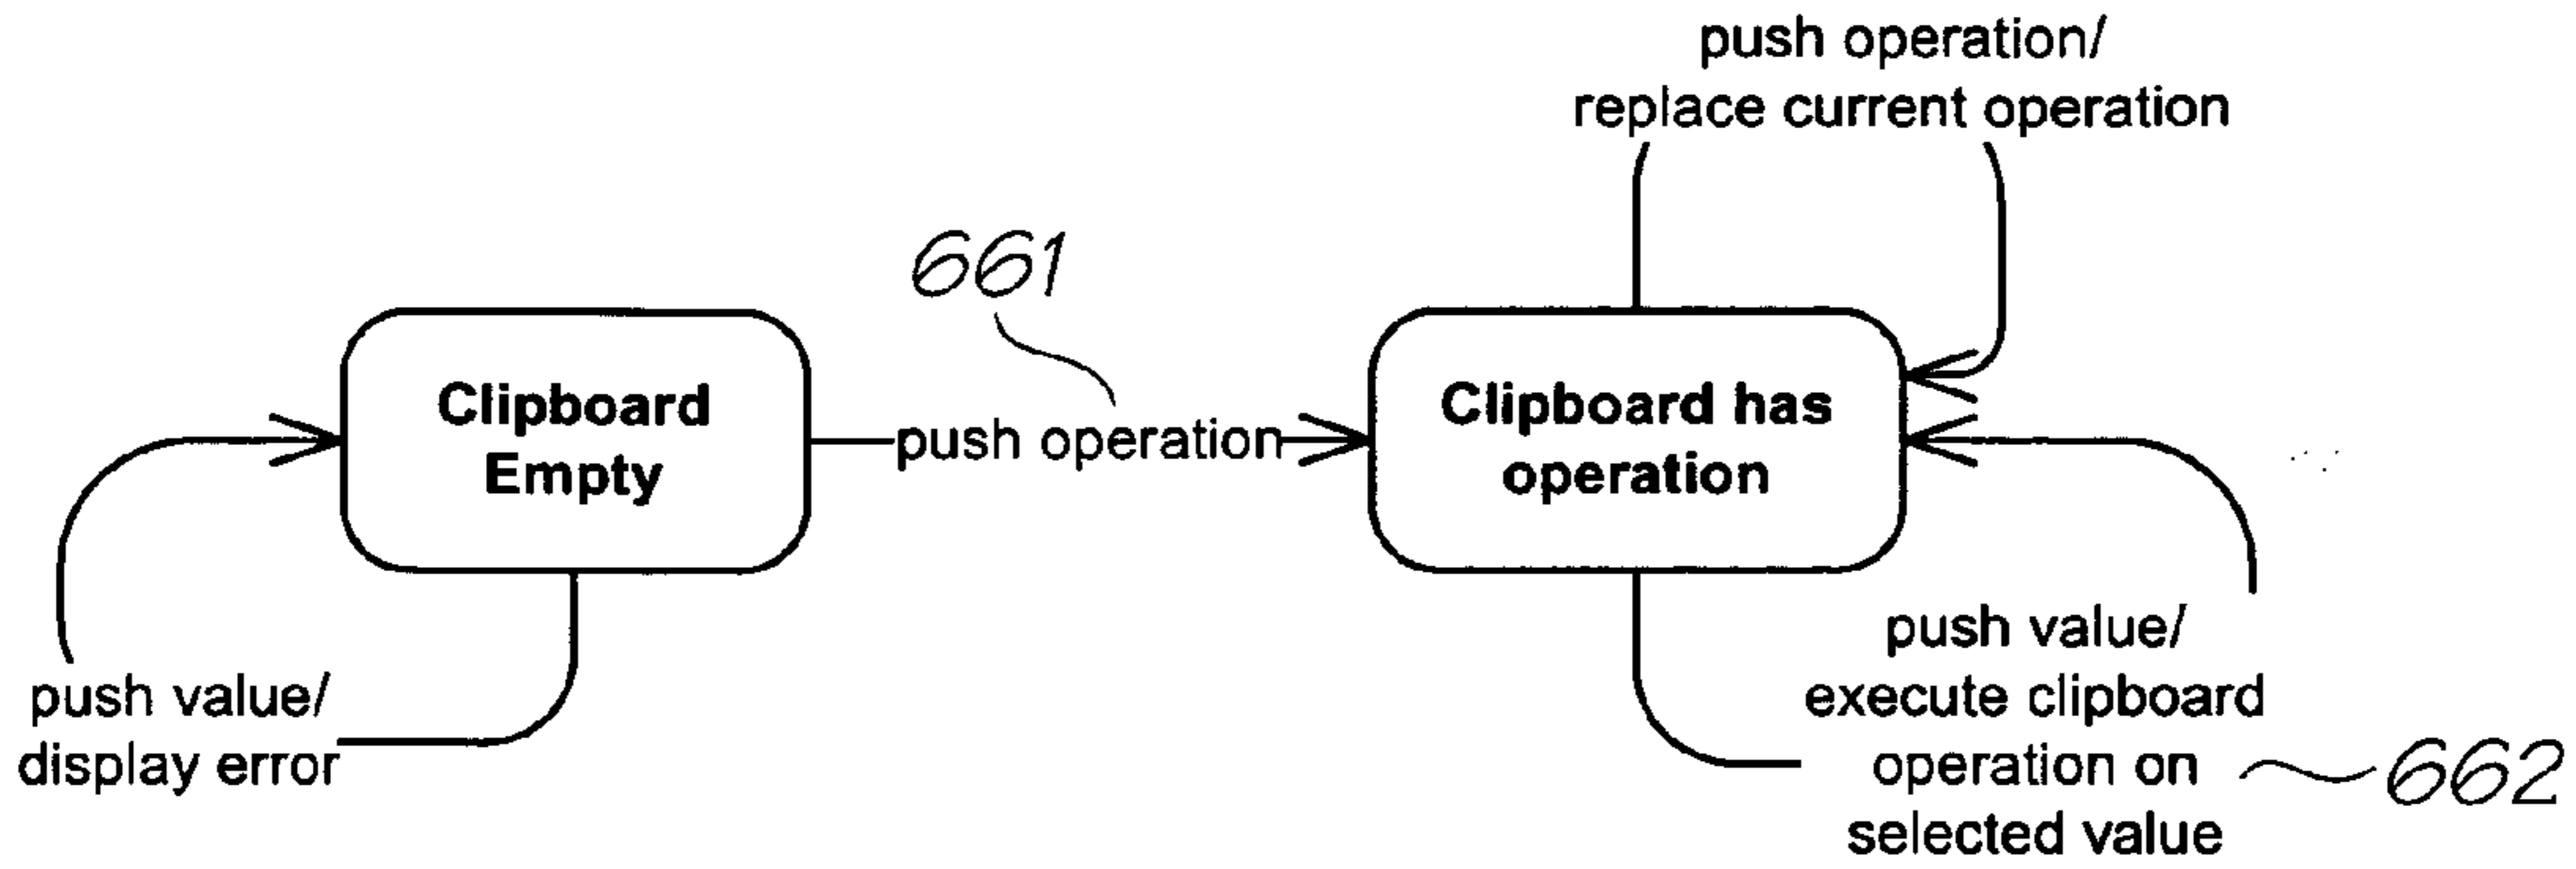 push operation/
replace current operation
661
Clipboard
Empty
push operation
Clipboard has
operation
push value/
display error
push value/
execute clipboard
operation on
selected value
662